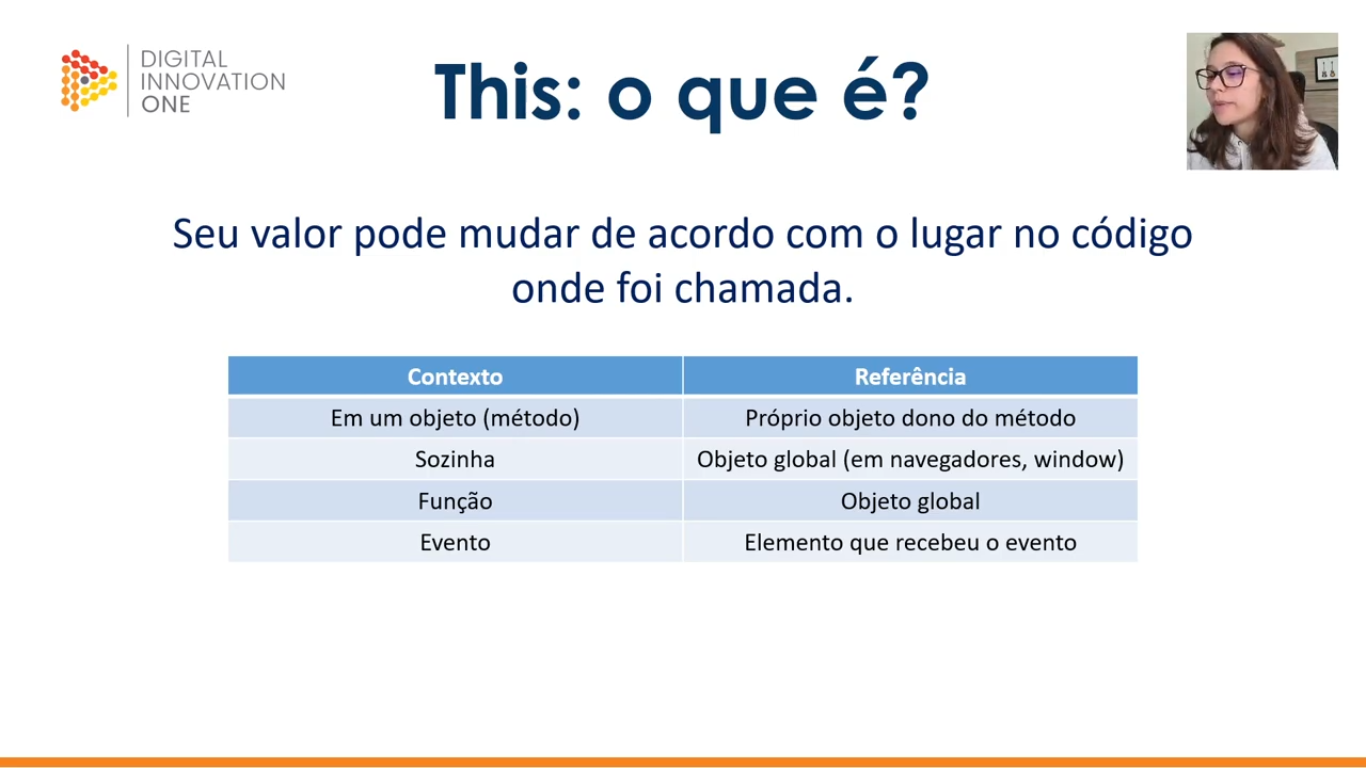 DIGITAL
INNOVATION
ONE
This: o que é?
Seu valor pode mudar de acordo com o lugar no código
onde foi chamada.
Contexto Referência
Em um objeto (método) Próprio objeto dono do método
Sozinha Objeto global (em navegadores, window)
Função Objeto global
Evento Elemento que recebeu o evento